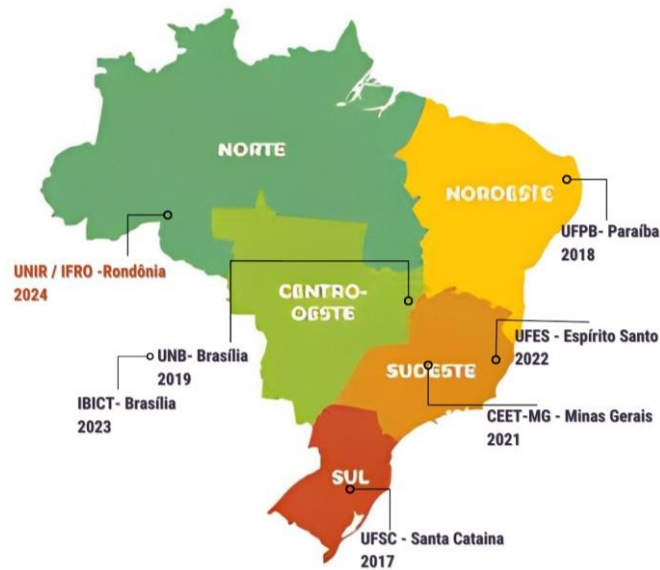 NORTE
NOROESTE
UFPB- Paraíba
2018
UNIR / IFRO -Rondônia
2024
CENTRO-
OESTE
UFES - Espírito Santo
2022
UNB- Brasília
2019
SUDESTE
IBICT- Brasília
2023
CEET-MG - Minas Gerais
2021
SUL
UFSC - Santa Cataina
2017